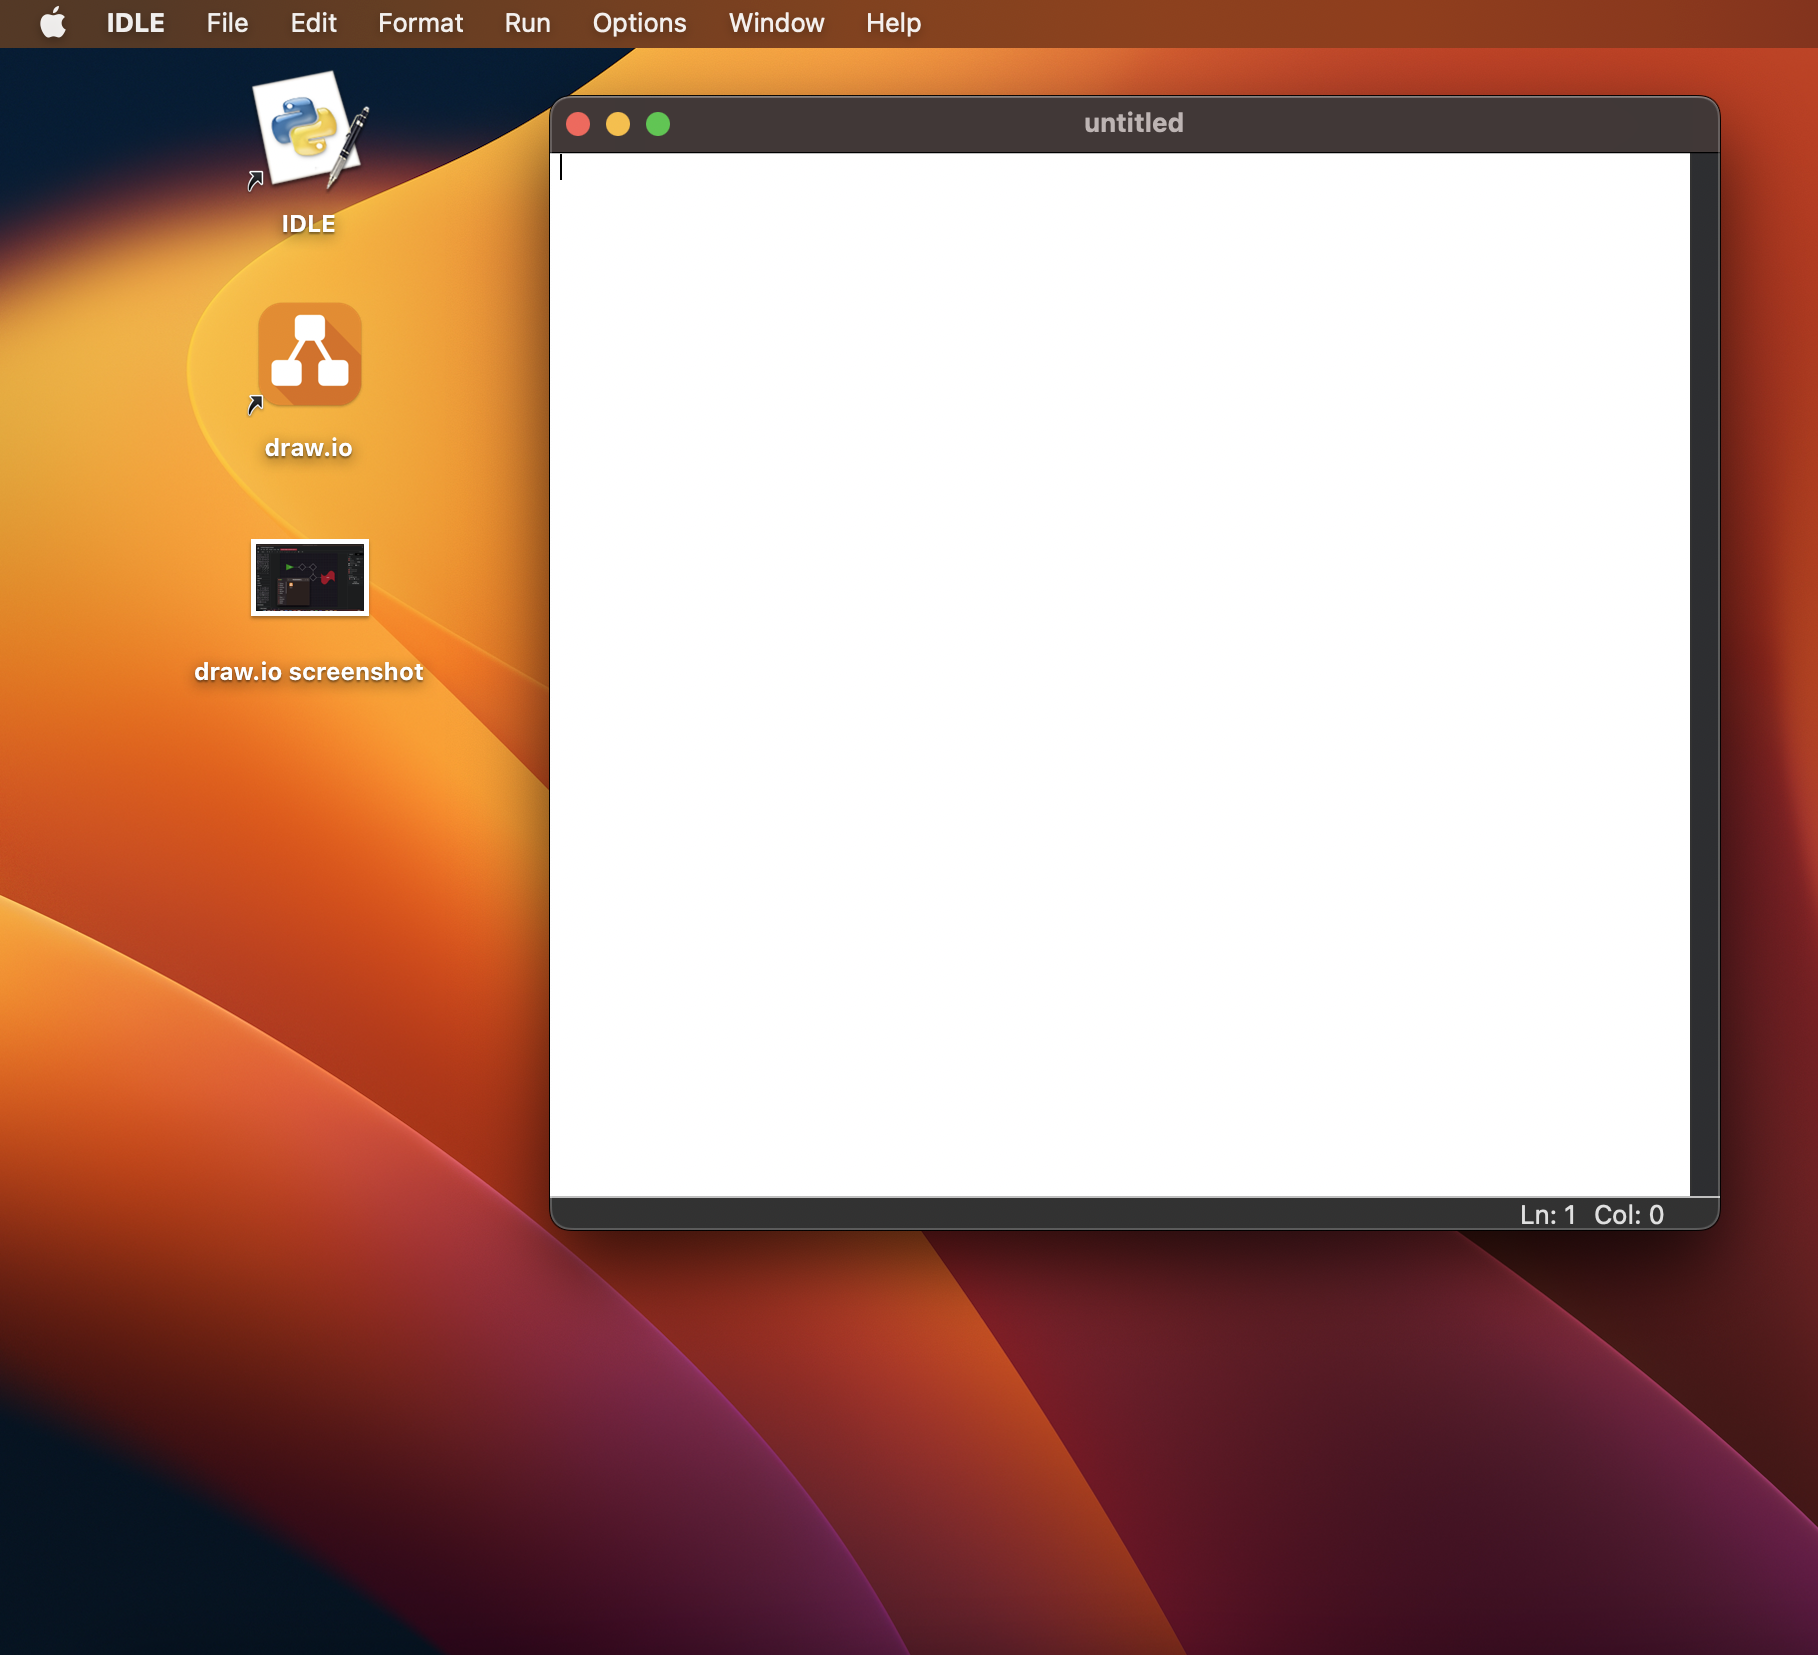 IDLE File Edit Format Run Options Window Help
IDLE
draw.io
draw.io screenshot
untitled
Ln: 1 Col: 0